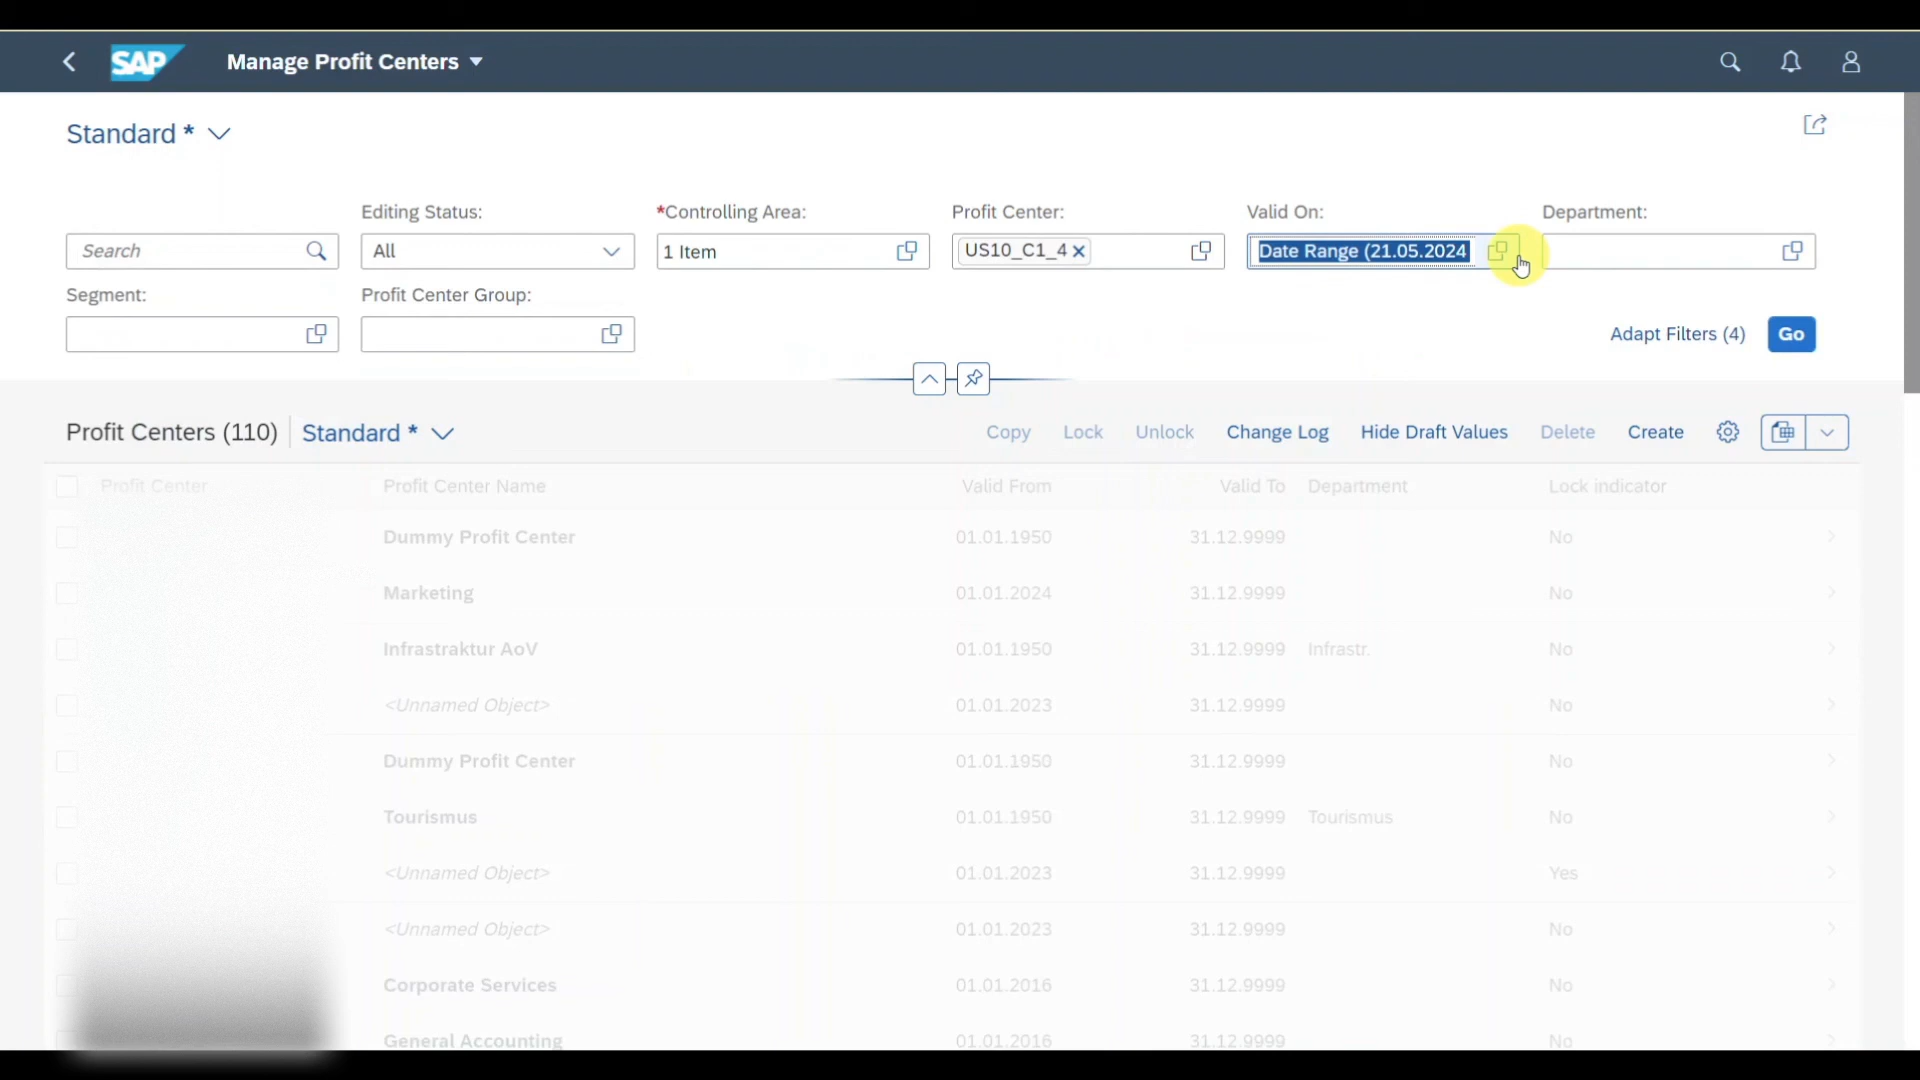 SAP
Manage Profit Centers
Standard *
Editing Status:
*Controlling Area:
Profit Center:
Valid On:
Department:
Search
All
1 Item
US10_C1_4
Date Range (21.05.2024
Segment:
Profit Center Group:
Adapt Filters (4)
Go
Profit Centers (110)
Standard *
Copy
Lock
Unlock
Change Log
Hide Draft Values
Delete
Create
Profit Center
Profit Center Name
Valid From
Valid To
Department
Lock indicator
Dummy Profit Center 01.01.1950 31.12.9999 No
Marketing 01.01.2024 31.12.9999 No
Infrastruktur AoV 01.01.1950 31.12.9999 Infrastr. No
<Unnamed Object> 01.01.2023 31.12.9999 No
Dummy Profit Center 01.01.1950 31.12.9999 No
Tourismus 01.01.1950 31.12.9999 Tourismus No
<Unnamed Object> 01.01.2023 31.12.9999 Yes
<Unnamed Object> 01.01.2023 31.12.9999 No
Corporate Services 01.01.2016 31.12.9999 No
General Accounting 01.01.2016 31.12.9999 No